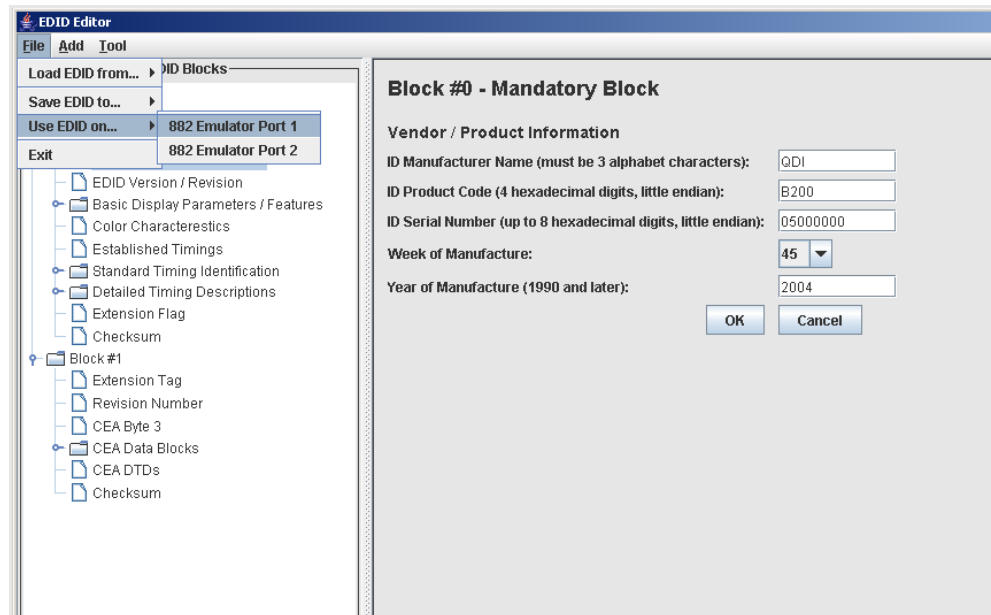 EDID Editor
File Add Tool
Load EDID from...
Save EDID to...
Use EDID on...
Exit
882 Emulator Port 1
882 Emulator Port 2
Blocks
EDID Version / Revision
Basic Display Parameters / Features
Color Characterestics
Established Timings
Standard Timing Identification
Detailed Timing Descriptions
Extension Flag
Checksum
Block #1
Extension Tag
Revision Number
CEA Byte 3
CEA Data Blocks
CEA DTDs
Checksum
Block #0 - Mandatory Block
Vendor / Product Information
ID Manufacturer Name (must be 3 alphabet characters): QDI
ID Product Code (4 hexadecimal digits, little endian): B200
ID Serial Number (up to 8 hexadecimal digits, little endian): 05000000
Week of Manufacture: 45
Year of Manufacture (1990 and later): 2004
OK Cancel